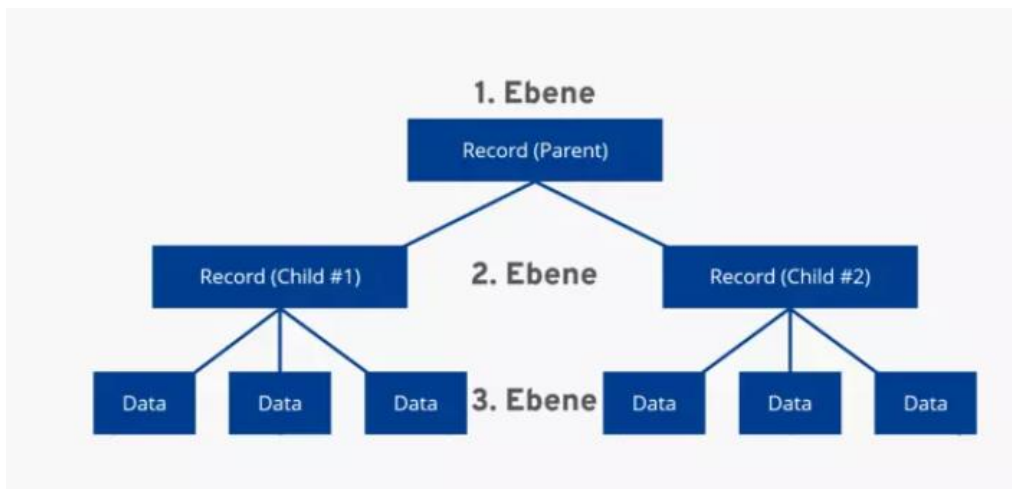 1. Ebene
Record (Parent)
Record (Child #1)
2. Ebene
Record (Child #2)
Data
Data
Data
3. Ebene
Data
Data
Data